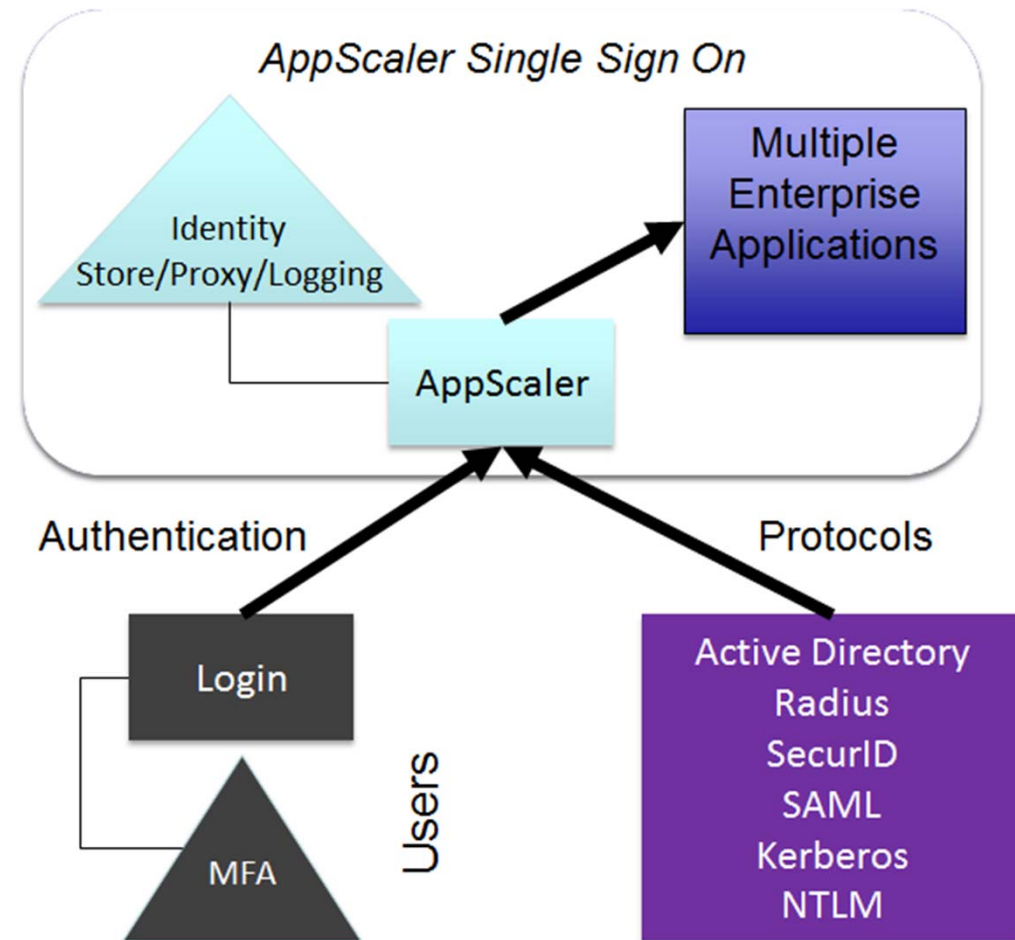 AppScaler Single Sign On
Identity
Store/Proxy/Logging
Multiple
Enterprise
Applications
AppScaler
Authentication
Protocols
Login
MFA
Users
Active Directory
Radius
SecurID
SAML
Kerberos
NTLM